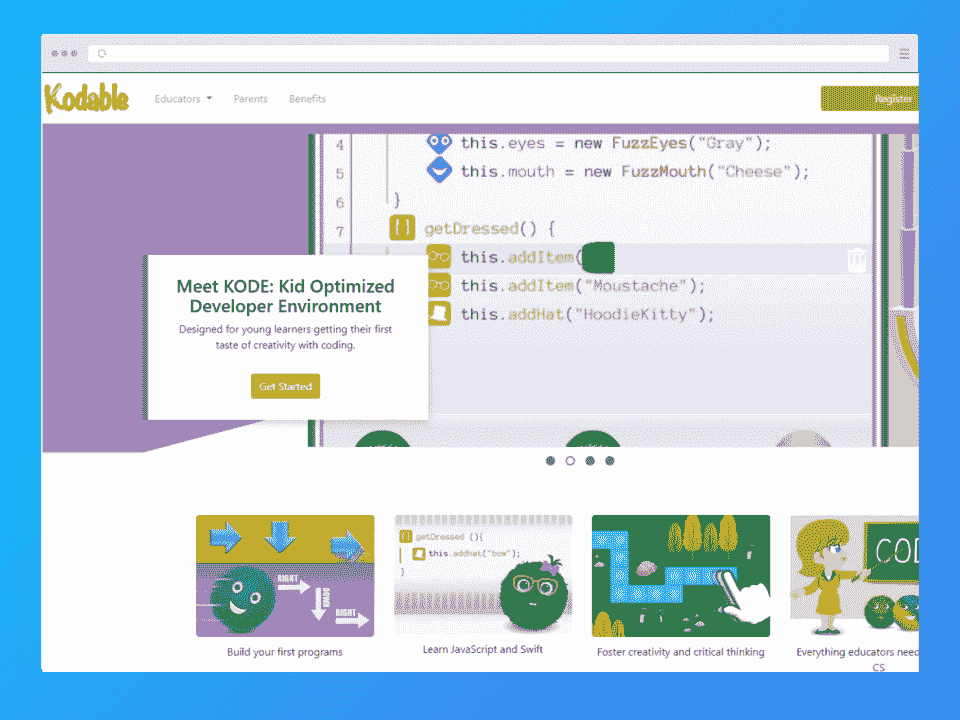 Kodable
Educators
Parents
Benefits
Register
4 this.eyes = new FuzzEyes("Gray");
5 this.mouth = new FuzzMouth("Cheese");
6 }
7 {} getDressed() {
this.addItem(
this.addItem("Moustache");
this.addHat("HoodieKitty");
Meet KODE: Kid Optimized
Developer Environment
Designed for young learners getting their first
taste of creativity with coding.
Get Started
RIGHT
DOWN
RIGHT
Build your first programs
{} getDressed (){
this.addhat("bow");
}
Learn JavaScript and Swift
Foster creativity and critical thinking
COD
Everything educators need
CS